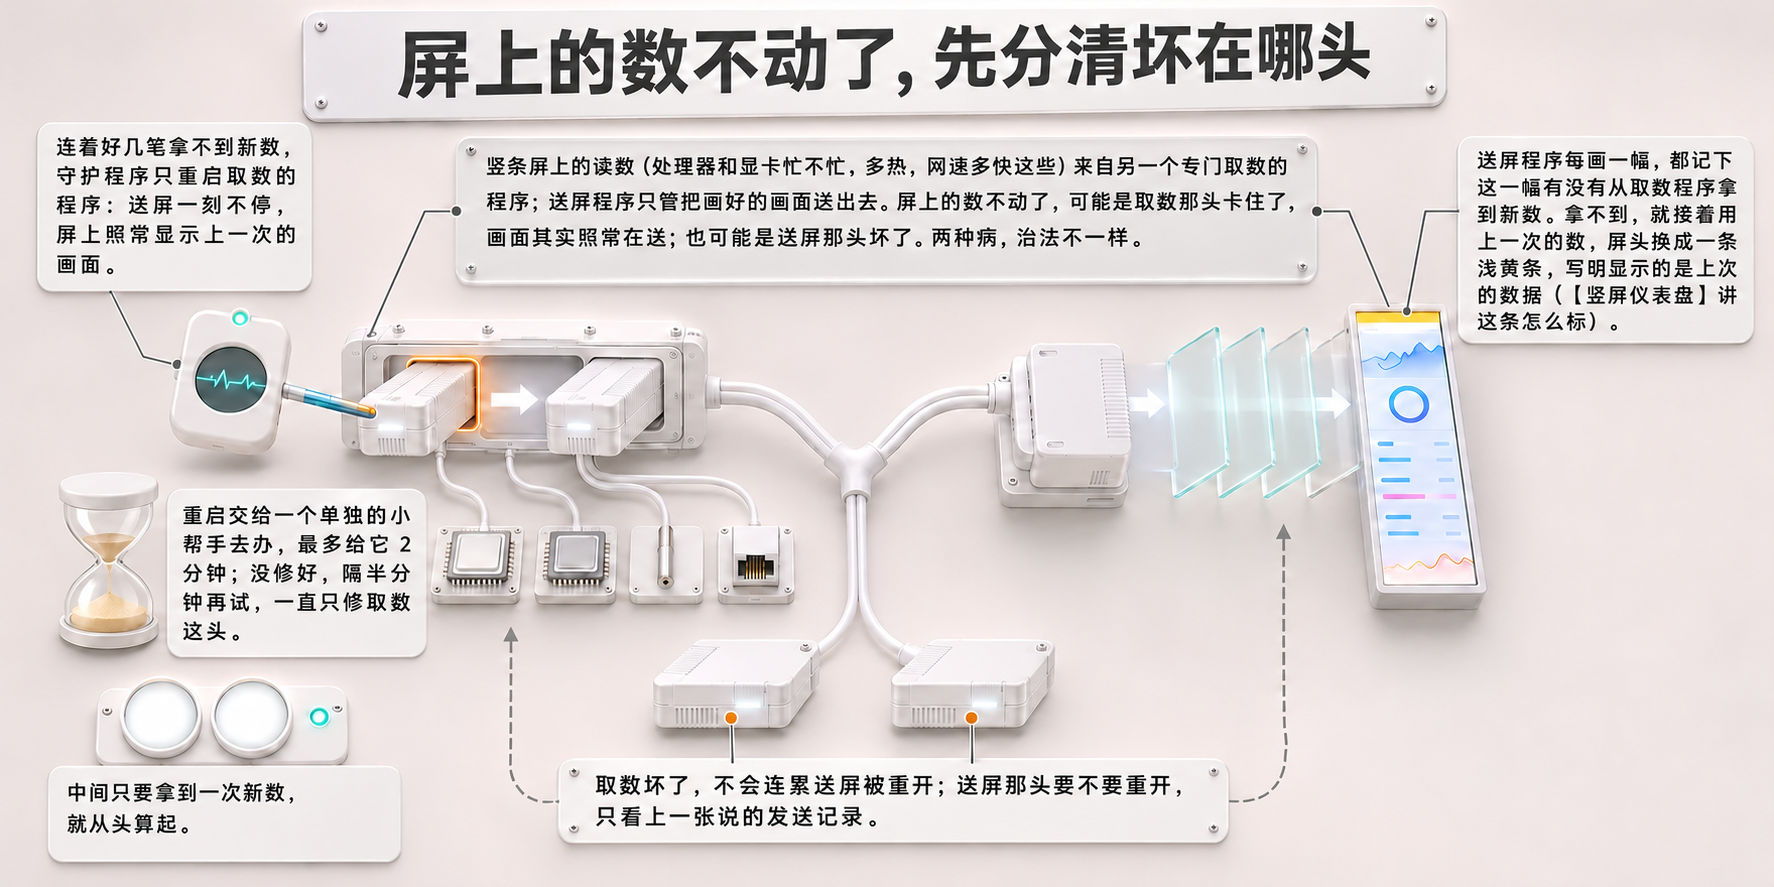 屏上的数不动了，先分清坏在哪头
连着好几笔拿不到新数，
守护程序只重启取数的
程序：送屏一刻不停，
屏上照常显示上一次的
画面。
竖条屏上的读数（处理器和显卡忙不忙，多热，网速多快这些）来自另一个专门取数的
程序；送屏程序只管把画好的画面送出去。屏上的数不动了，可能是取数那头卡住了，
画面其实照常在送；也可能是送屏那头坏了。两种病，治法不一样。
送屏程序每画一幅，都记下
这一幅有没有从取数程序拿
到新数。拿不到，就接着用
上一次的数，屏头换成一条
浅黄条，写明显示的是上次
的数据（【竖屏仪表盘】讲
这条怎么标）。
重启交给一个单独的小
帮手去办，最多给它 2
分钟；没修好，隔半分
钟再试，一直只修取数
这头。
中间只要拿到一次新数，
就从头算起。
取数坏了，不会连累送屏被重开；送屏那头要不要重开，
只看上一张说的发送记录。